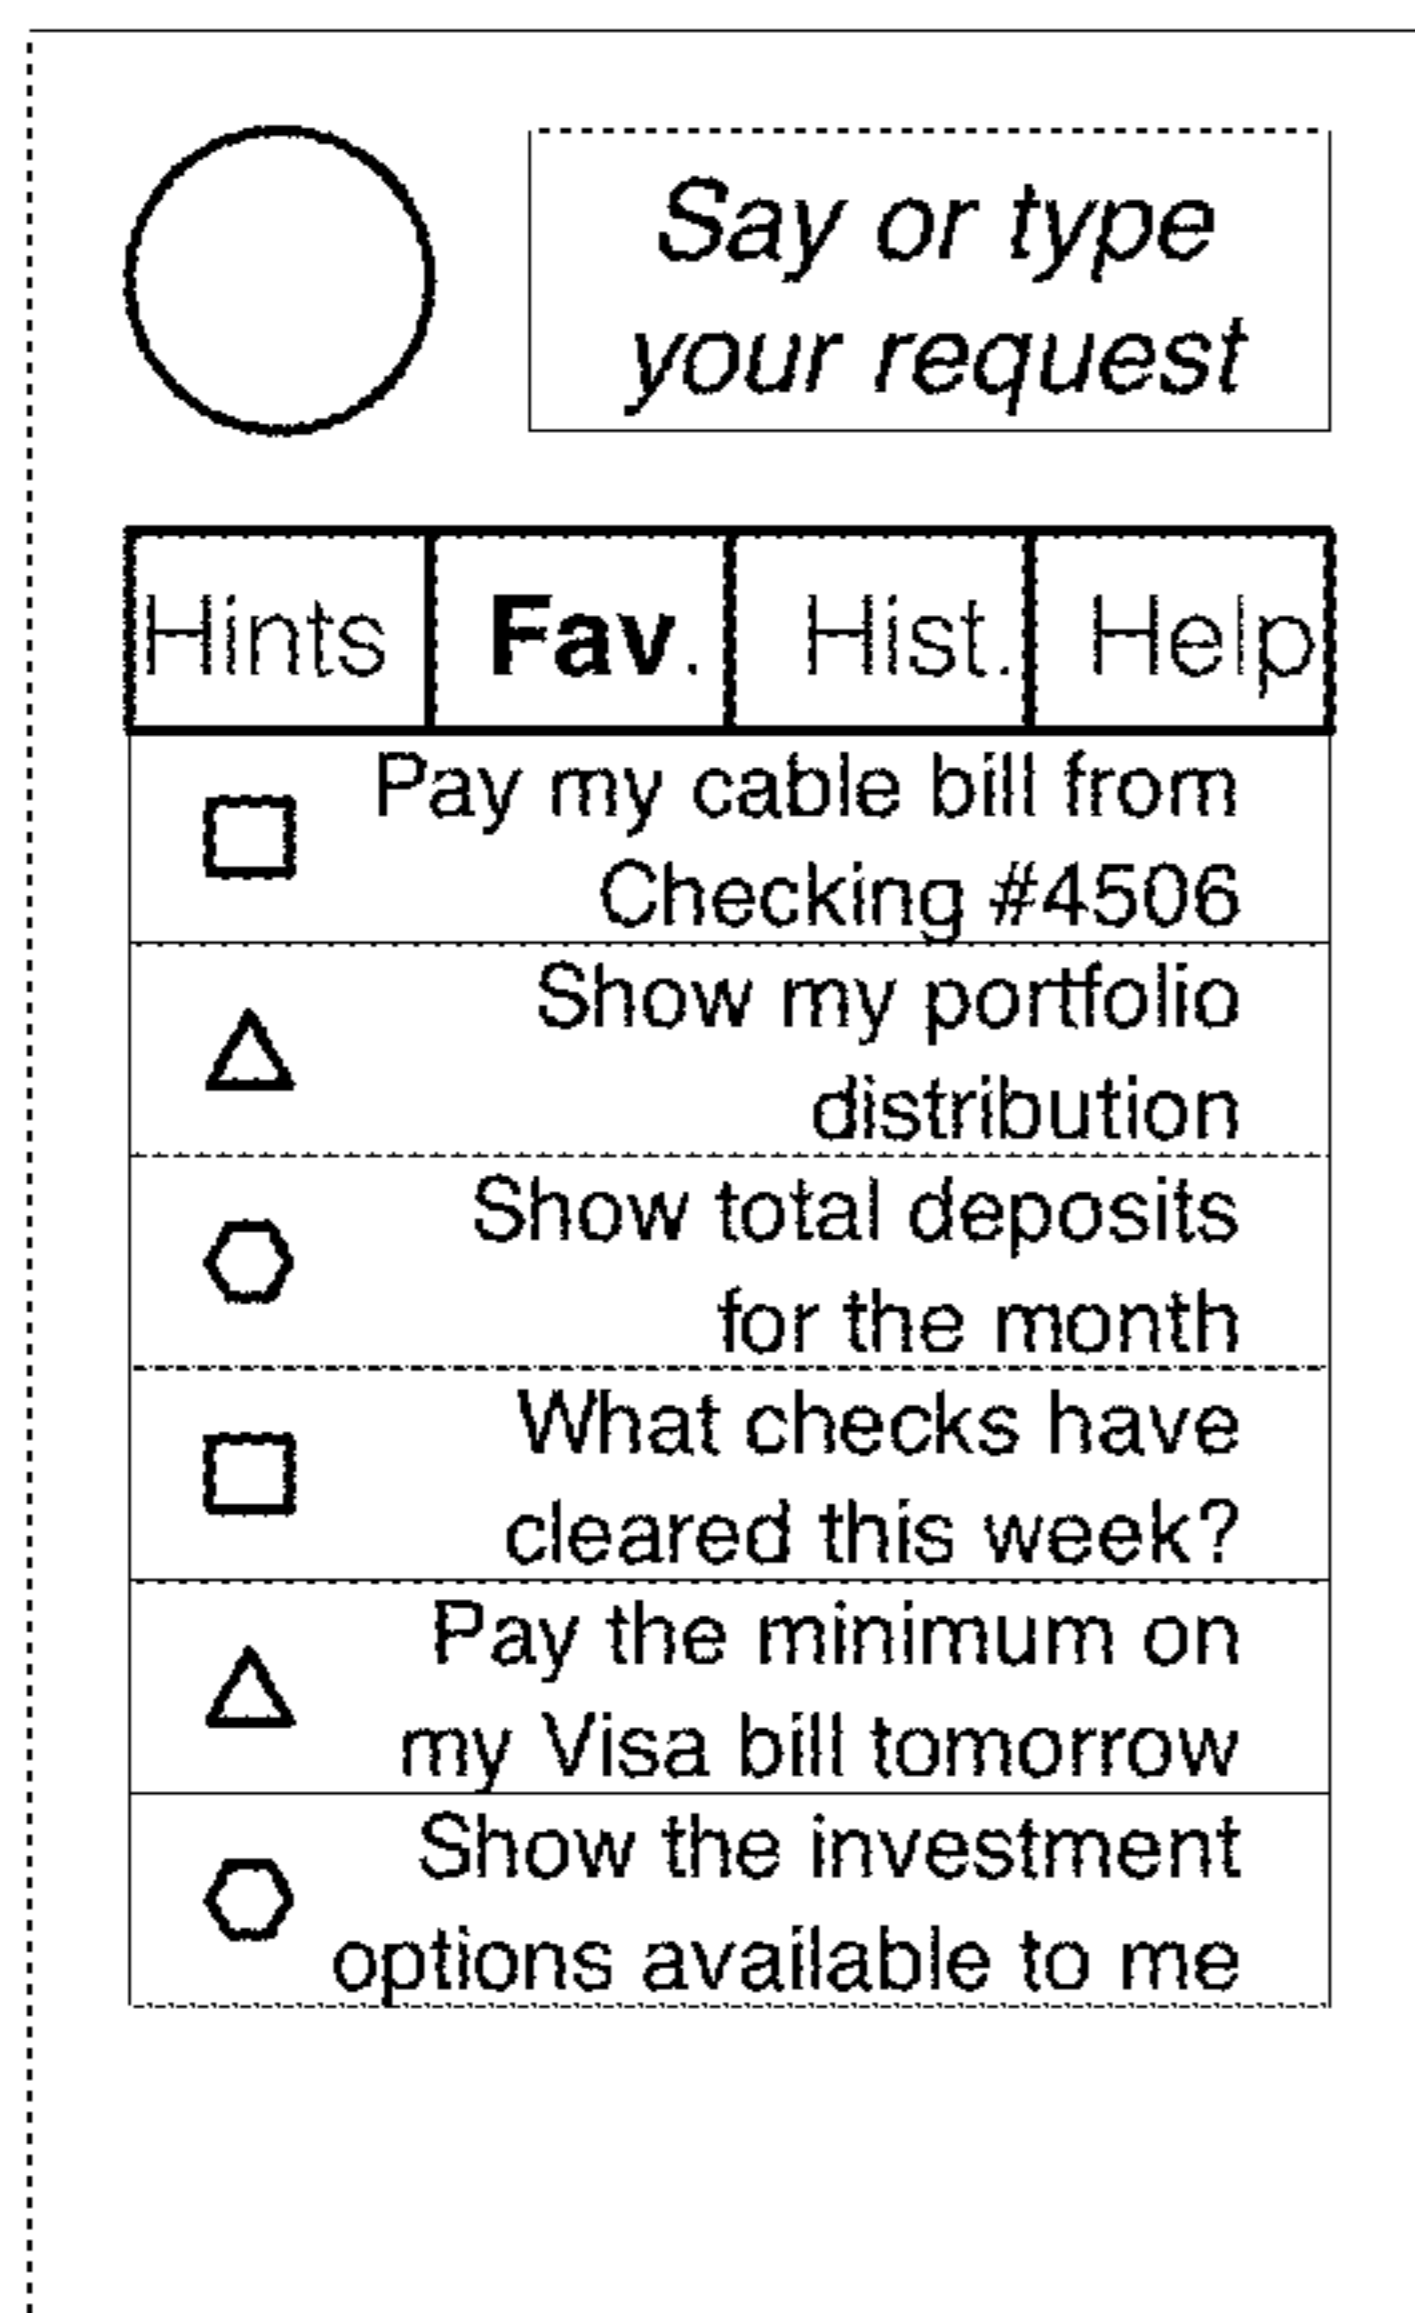 Say or type
your request
Hints Fav. Hist. Help
Pay my cable bill from
Checking #4506
Show my portfolio
distribution
Show total deposits
for the month
What checks have
cleared this week?
Pay the minimum on
my Visa bill tomorrow
Show the investment
options available to me